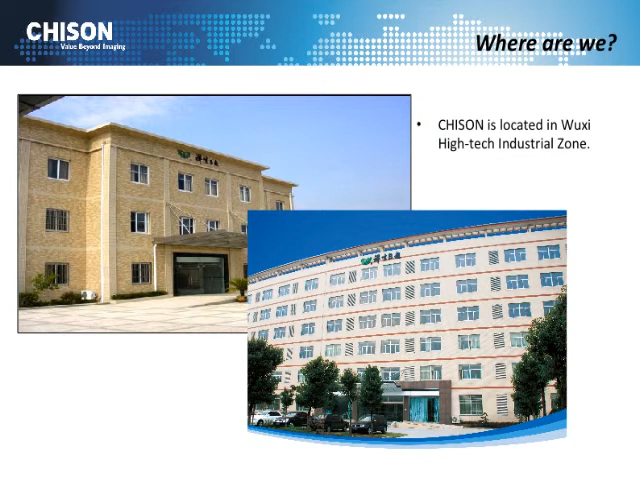 CHISON
Value Beyond Imaging
Where are we?
• CHISON is located in Wuxi
High-tech Industrial Zone.